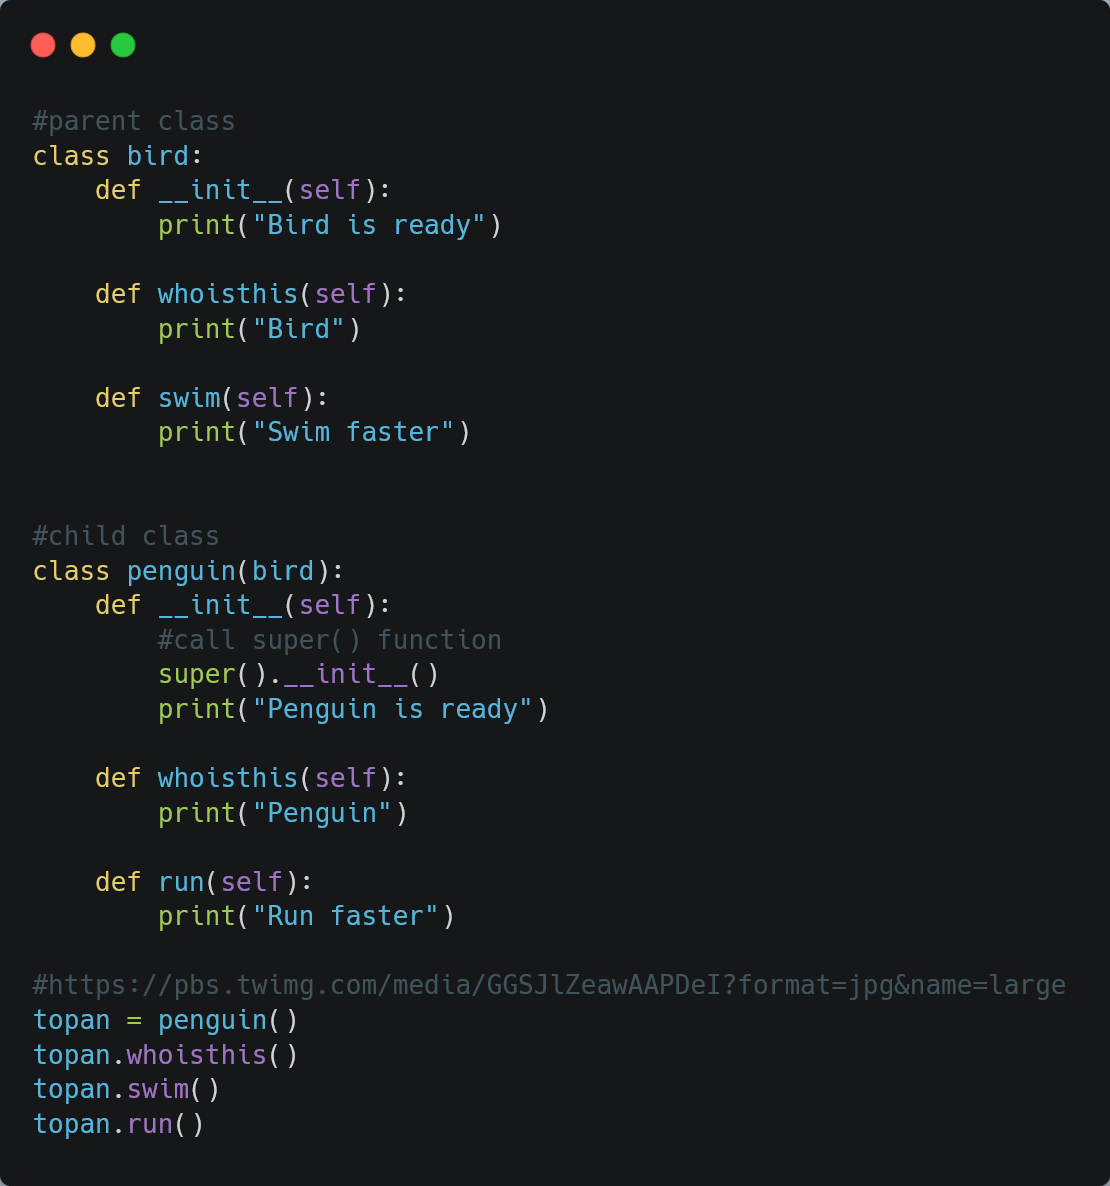 #parent class
class bird:
    def __init__(self):
        print("Bird is ready")

    def whoisthis(self):
        print("Bird")

    def swim(self):
        print("Swim faster")


#child class
class penguin(bird):
    def __init__(self):
        #call super() function
        super().__init__()
        print("Penguin is ready")

    def whoisthis(self):
        print("Penguin")

    def run(self):
        print("Run faster")

#https://pbs.twimg.com/media/GGSJlZeawAAPDeI?format=jpg&name=large
topan = penguin()
topan.whoisthis()
topan.swim()
topan.run()